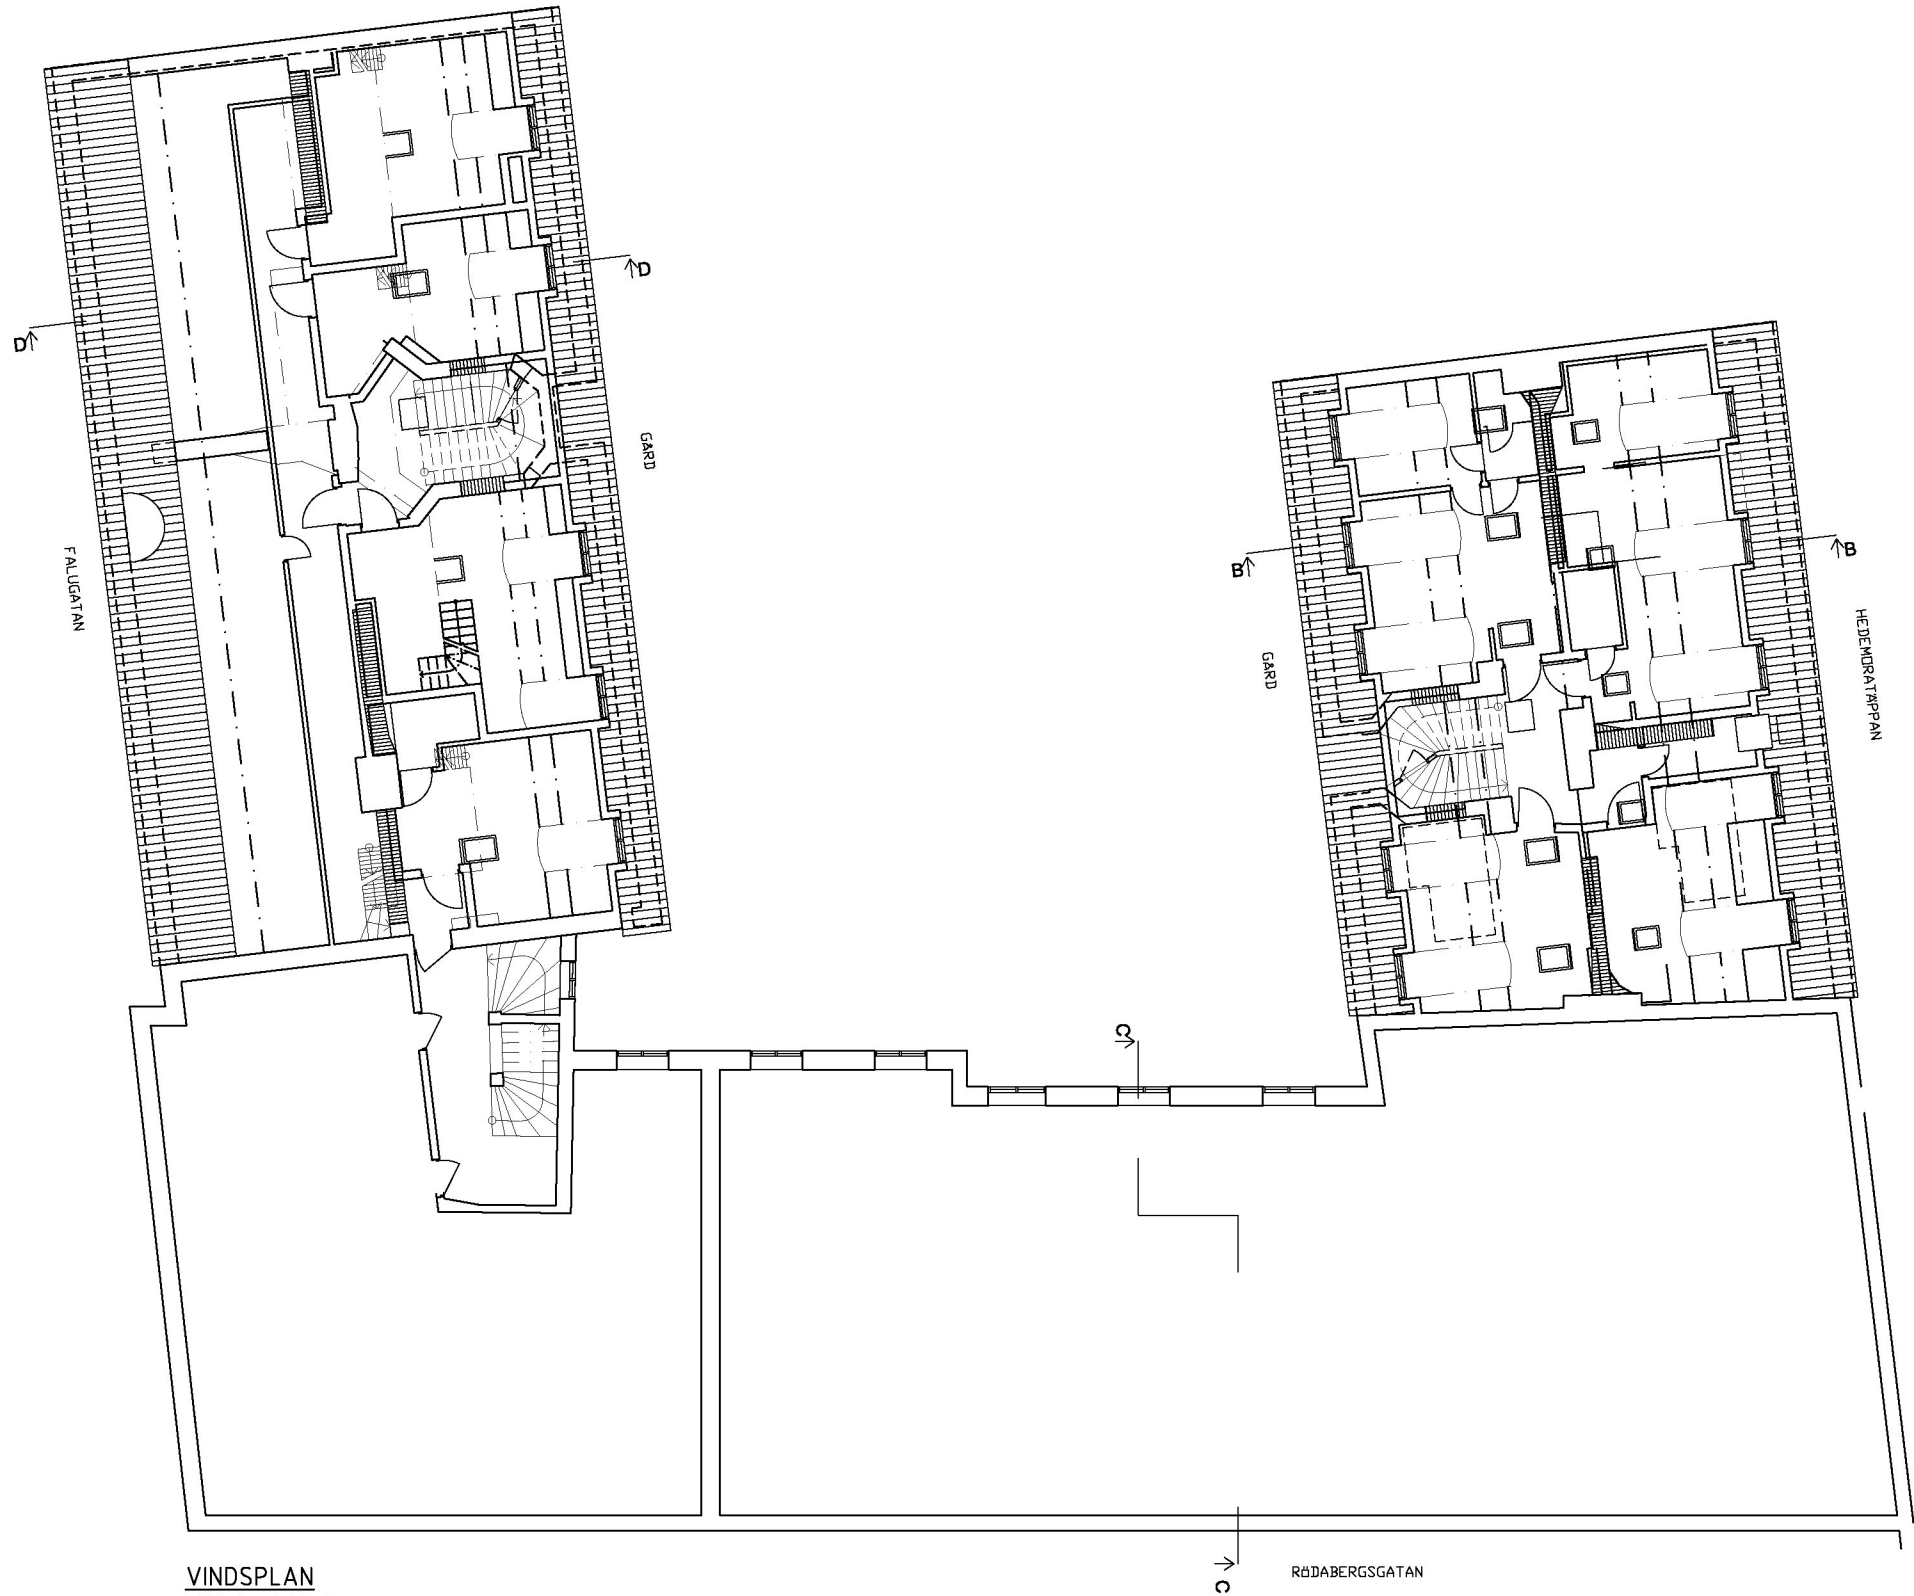 D
D
GÅRD
FALUGATAN
B
B
GÅRD
HEDEMORATÄPPAN
C
C
RÖDABERGSGATAN
VINDSPLAN